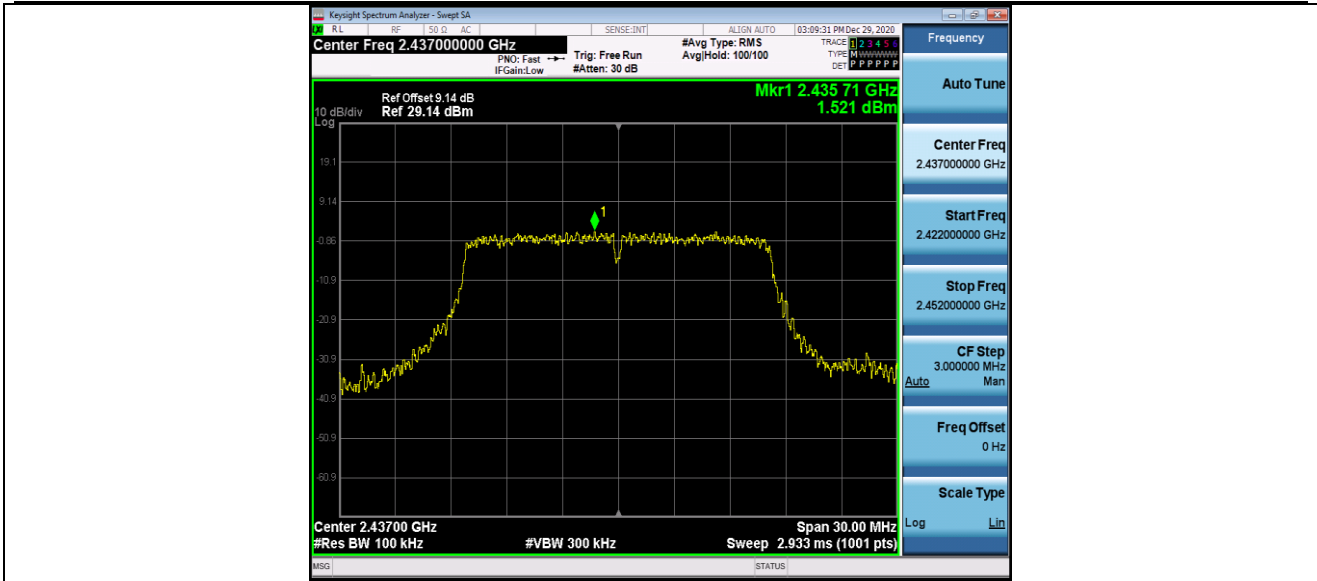 Keysight Spectrum Analyzer - Swept SA
RL RF 50 Ω AC SENSE:INT ALIGN AUTO 03:09:31 PM Dec 29, 2020
Center Freq 2.437000000 GHz
PNO: Fast
IFGain:Low
Trig: Free Run
#Atten: 30 dB
#Avg Type: RMS
Avg|Hold: 100/100
TRACE 1 2 3 4 5 6
TYPE M W W W W W
DET P P P P P P
Mkr1 2.435 71 GHz
1.521 dBm
Ref Offset 9.14 dB
Ref 29.14 dBm
10 dB/div
Log
19.1
9.14
-0.86
-10.9
-20.9
-30.9
-40.9
-50.9
-60.9
1
Center 2.43700 GHz
Span 30.00 MHz
#Res BW 100 kHz
#VBW 300 kHz
Sweep 2.933 ms (1001 pts)
MSG
STATUS
Frequency
Auto Tune
Center Freq
2.437000000 GHz
Start Freq
2.422000000 GHz
Stop Freq
2.452000000 GHz
CF Step
3.000000 MHz
Auto Man
Freq Offset
0 Hz
Scale Type
Log Lin